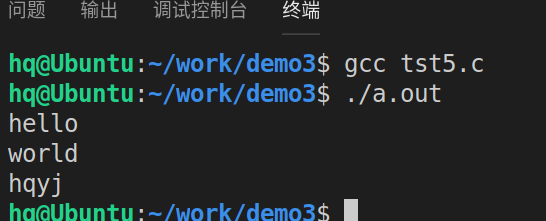 问题 输出 调试控制台 终端
hq@Ubuntu:~/work/demo3$ gcc tst5.c
hq@Ubuntu:~/work/demo3$ ./a.out
hello
world
hqyj
hq@Ubuntu:~/work/demo3$